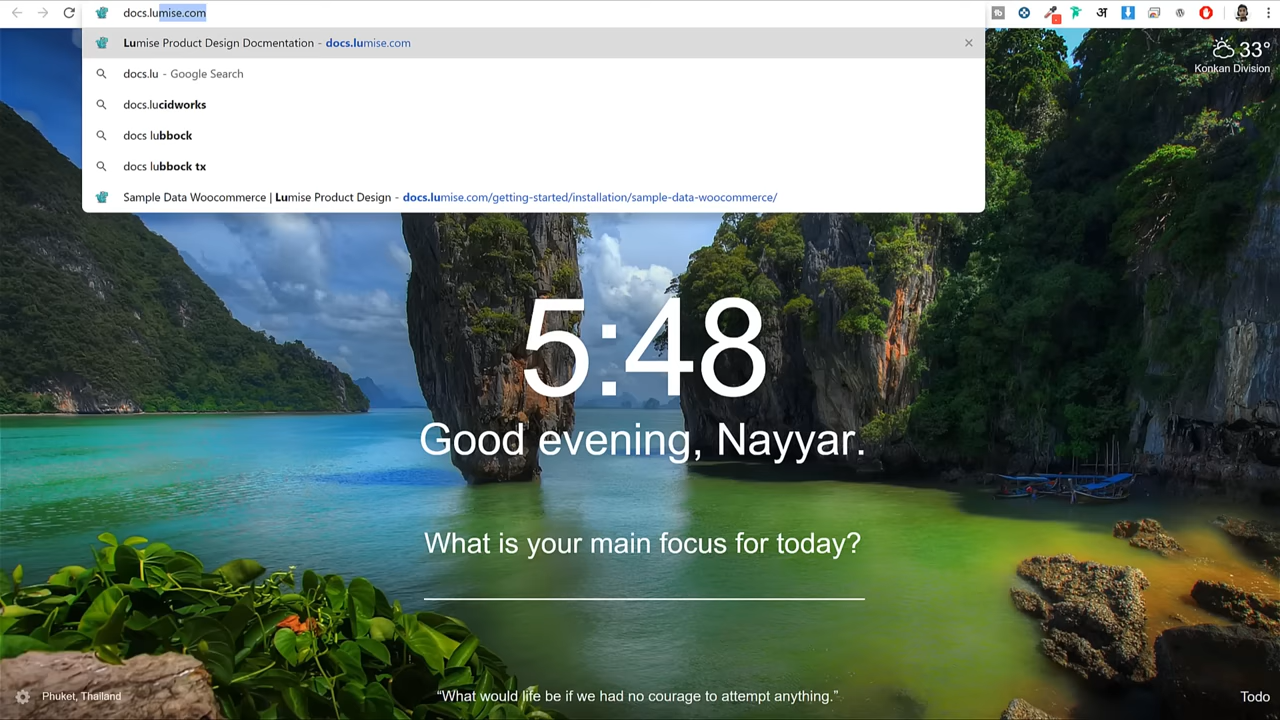 docs.lumise.com
Lumise Product Design Docmentation - docs.lumise.com
docs.lu - Google Search
docs.lucidworks
docs lubbock
docs lubbock tx
Sample Data Woocommerce | Lumise Product Design - docs.lumise.com/getting-started/installation/sample-data-woocommerce/
33°
Konkan Division
5:48
Good evening, Nayyar.
What is your main focus for today?
Phuket, Thailand
“What would life be if we had no courage to attempt anything.”
Todo